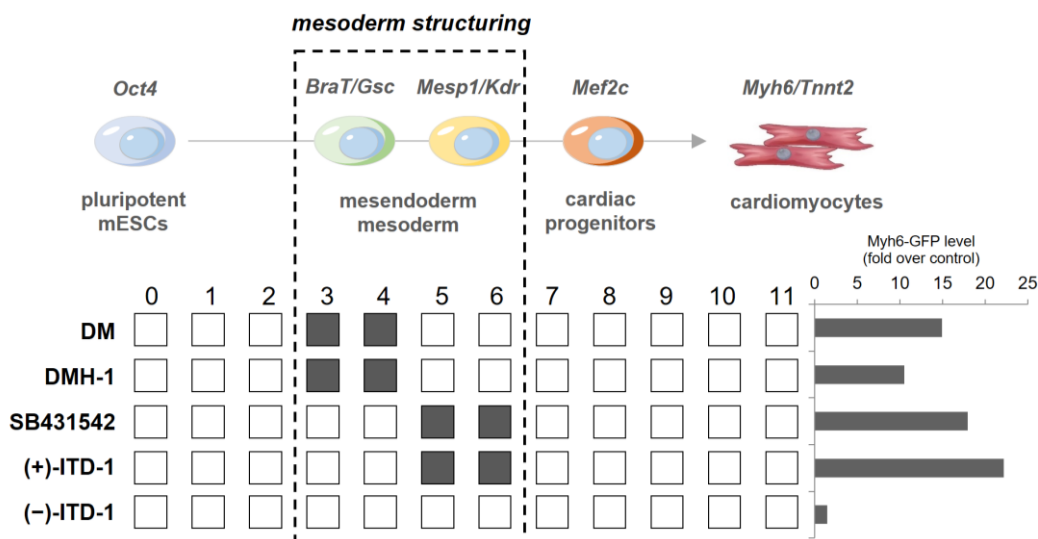 mesoderm structuring
Oct4 BraT/Gsc Mesp1/Kdr Mef2c Myh6/Tnnt2
pluripotent
mESCs
mesendoderm
mesoderm
cardiac
progenitors
cardiomyocytes
Myh6-GFP level
(fold over control)
0 5 10 15 20 25
0 1 2 3 4 5 6 7 8 9 10 11
DM
DMH-1
SB431542
(+)-ITD-1
(−)-ITD-1